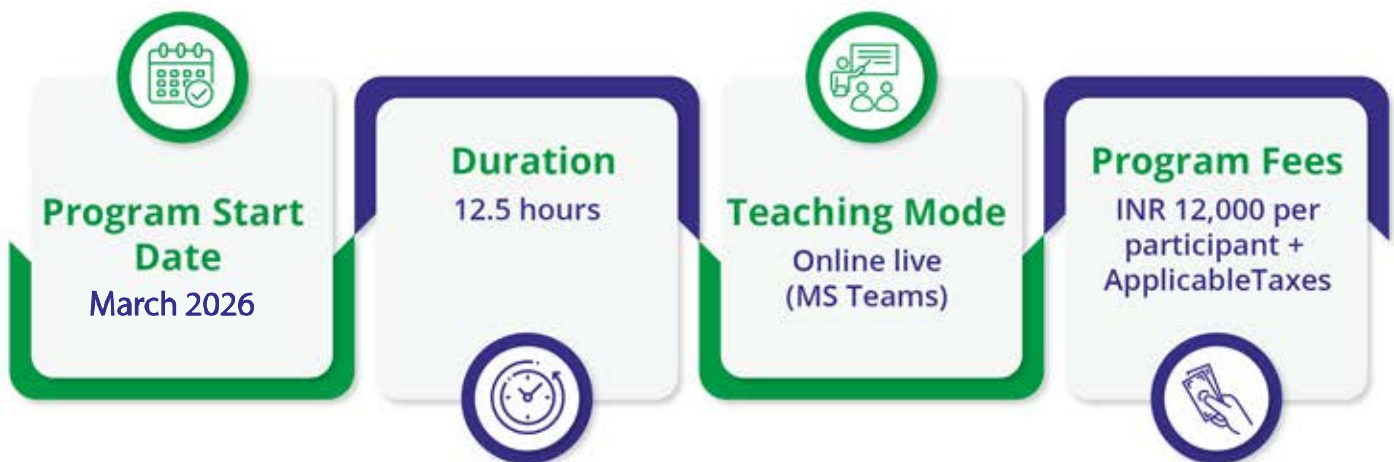 Program Start
Date
March 2026
Duration
12.5 hours
Teaching Mode
Online live
(MS Teams)
Program Fees
INR 12,000 per
participant +
ApplicableTaxes